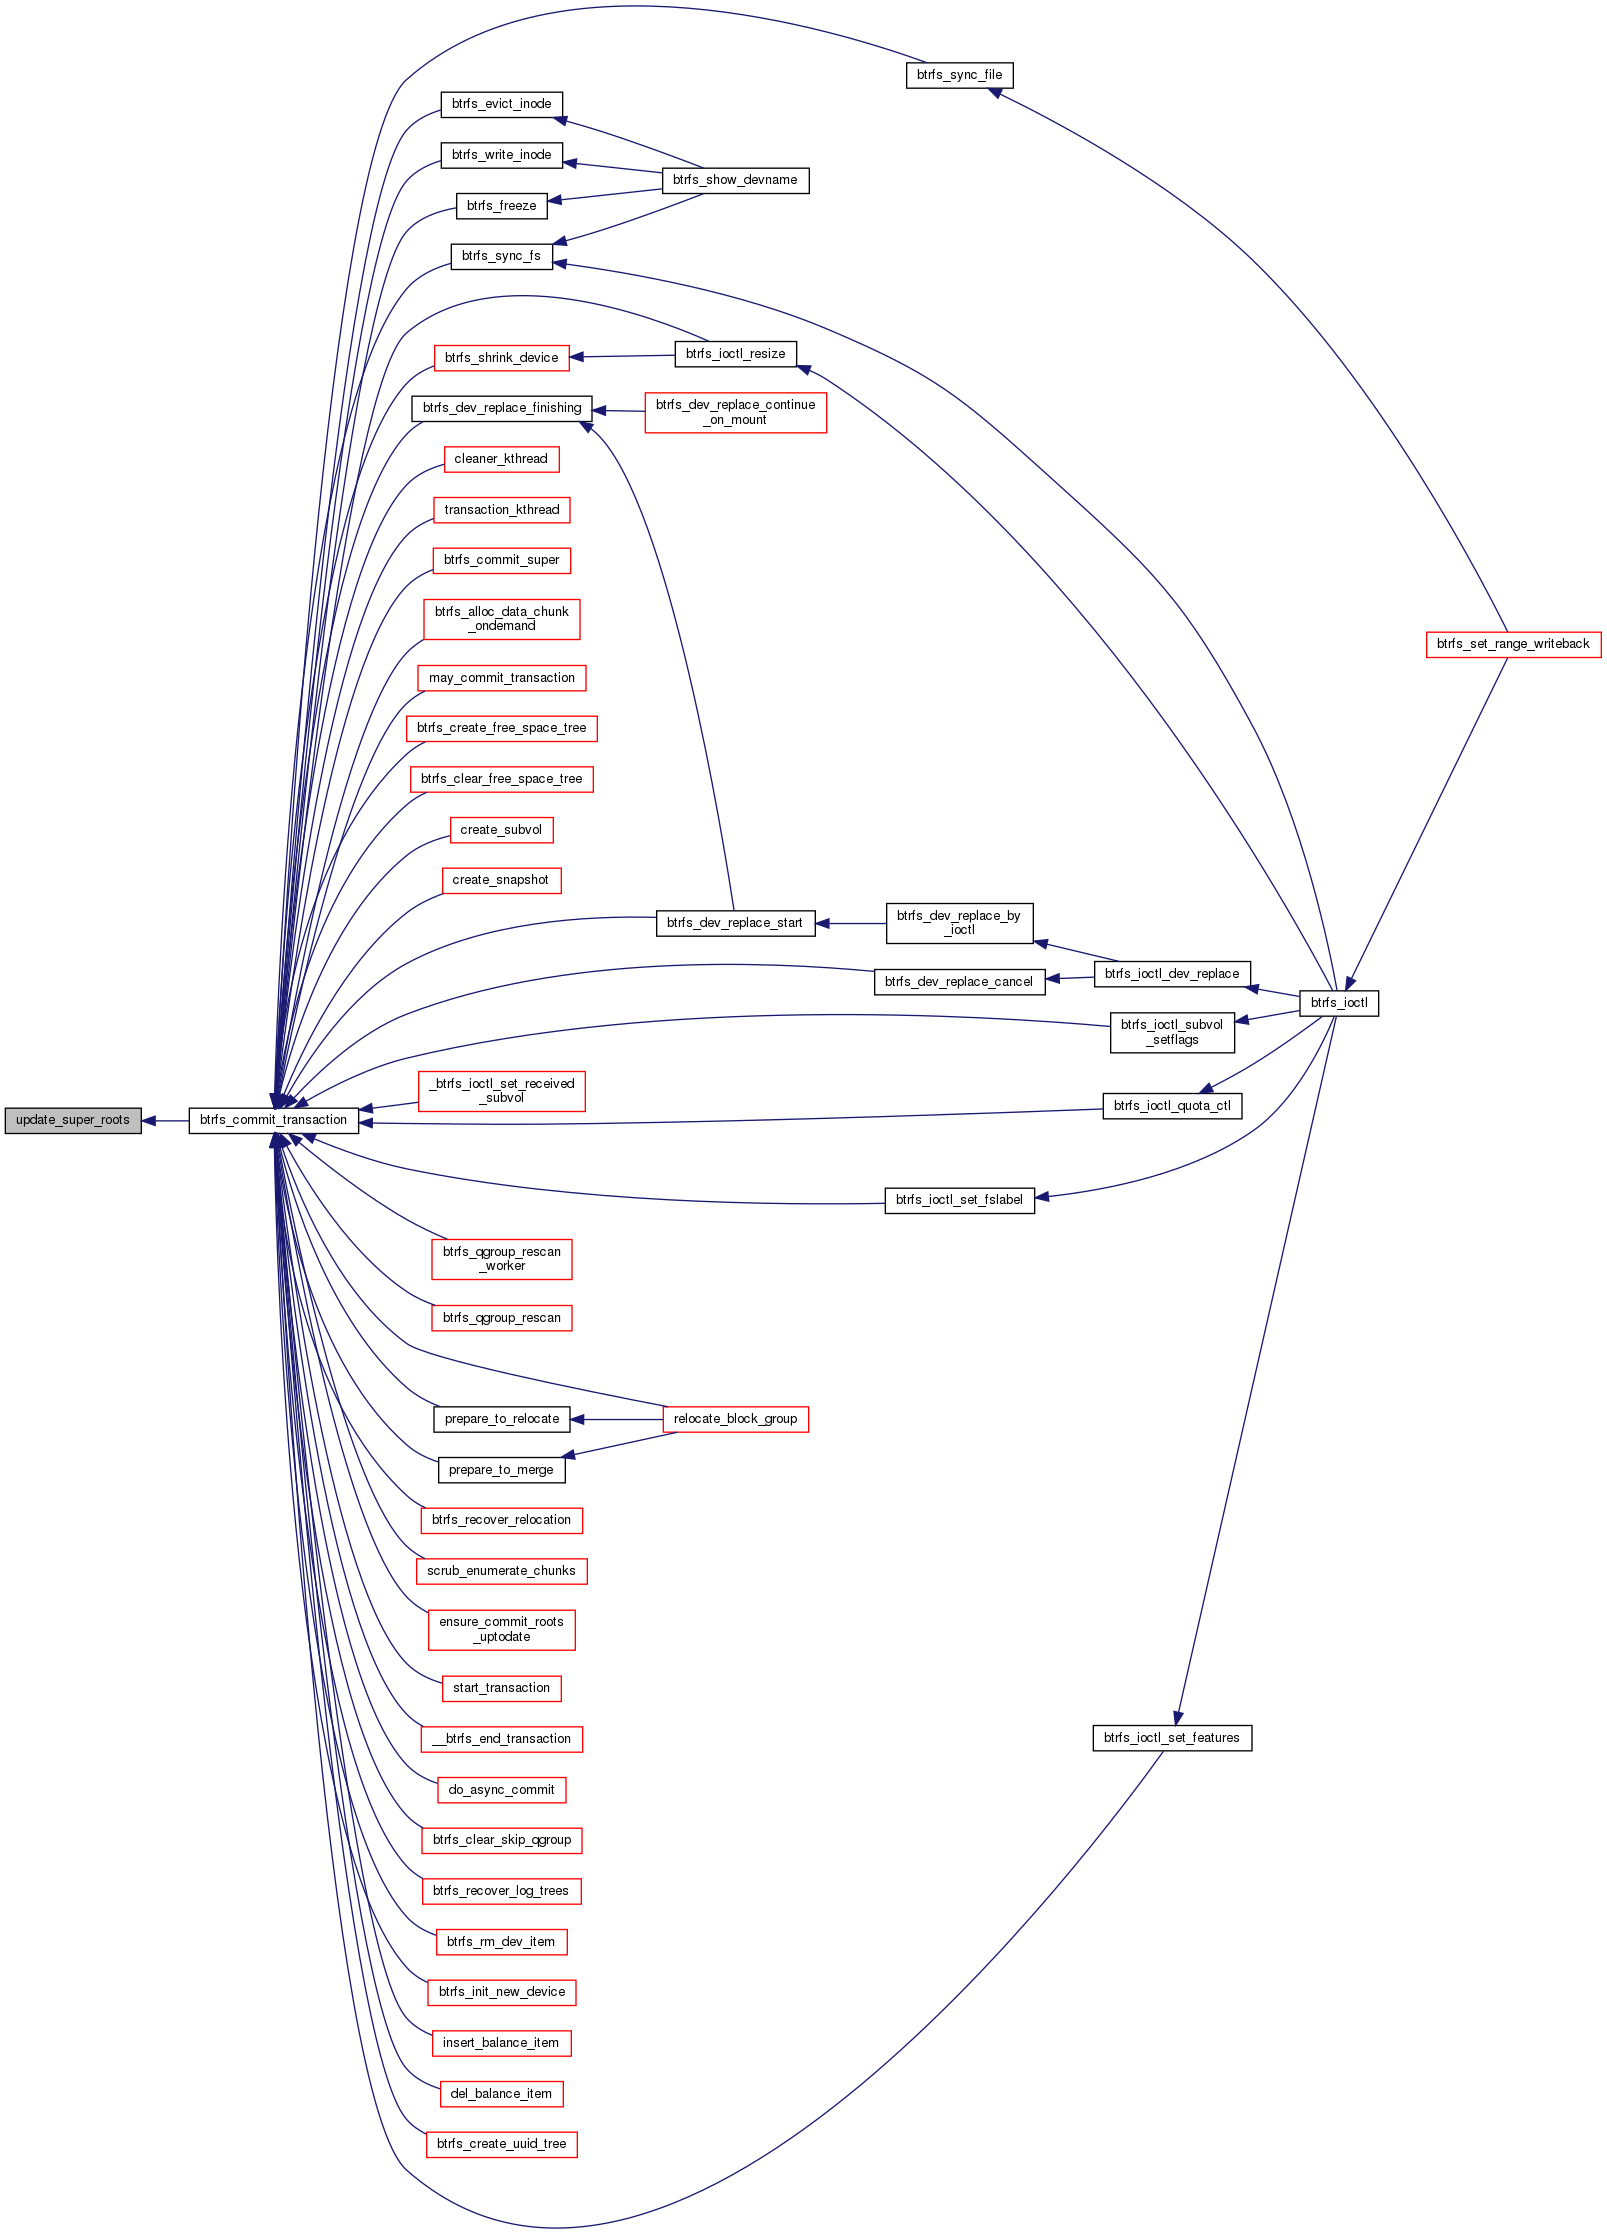 btrfs_sync_file
btrfs_evict_inode
btrfs_write_inode
btrfs_show_devname
btrfs_freeze
btrfs_sync_fs
btrfs_shrink_device
btrfs_ioctl_resize
btrfs_dev_replace_finishing
btrfs_dev_replace_continue
_on_mount
cleaner_kthread
transaction_kthread
btrfs_commit_super
btrfs_alloc_data_chunk
_ondemand
btrfs_set_range_writeback
may_commit_transaction
btrfs_create_free_space_tree
btrfs_clear_free_space_tree
create_subvol
create_snapshot
btrfs_dev_replace_start
btrfs_dev_replace_by
_ioctl
btrfs_dev_replace_cancel
btrfs_ioctl_dev_replace
btrfs_ioctl
btrfs_ioctl_subvol
_setflags
_btrfs_ioctl_set_received
_subvol
btrfs_ioctl_quota_ctl
update_super_roots
btrfs_commit_transaction
btrfs_ioctl_set_fslabel
btrfs_qgroup_rescan
_worker
btrfs_qgroup_rescan
prepare_to_relocate
relocate_block_group
prepare_to_merge
btrfs_recover_relocation
scrub_enumerate_chunks
ensure_commit_roots
_uptodate
start_transaction
__btrfs_end_transaction
btrfs_ioctl_set_features
do_async_commit
btrfs_clear_skip_qgroup
btrfs_recover_log_trees
btrfs_rm_dev_item
btrfs_init_new_device
insert_balance_item
del_balance_item
btrfs_create_uuid_tree